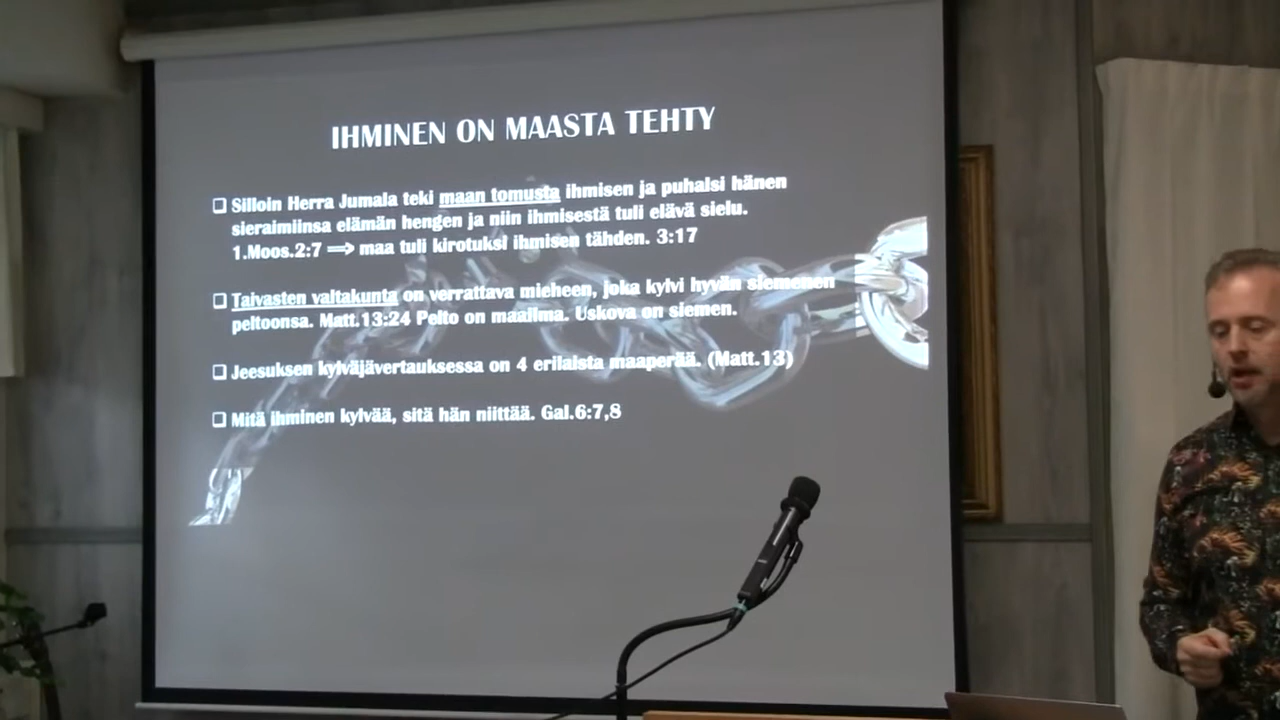 IHMINEN ON MAASTA TEHTY
❑ Silloin Herra Jumala teki maan tomusta ihmisen ja puhalsi hänen
sieraimiinsa elämän hengen ja niin ihmisestä tuli elävä sielu.
1.Moos.2:7 ==> maa tuli kirotuksi ihmisen tähden. 3:17
❑ Taivasten valtakunta on verrattava mieheen, joka kylvi hyvän siemenen
peltoonsa. Matt.13:24 Pelto on maailma. Uskova on siemen.
❑ Jeesuksen kylväjävertauksessa on 4 erilaista maaperää. (Matt.13)
❑ Mitä ihminen kylvää, sitä hän niittää. Gal.6:7,8